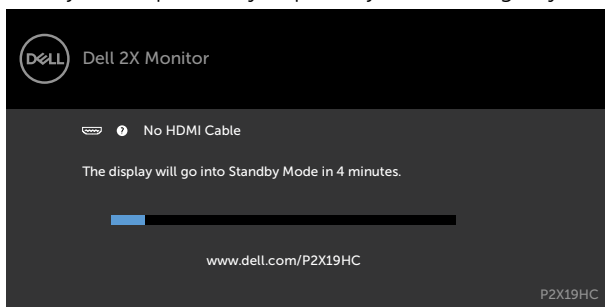 DELL
Dell 2X Monitor
? No HDMI Cable
The display will go into Standby Mode in 4 minutes.
www.dell.com/P2X19HC
P2X19HC